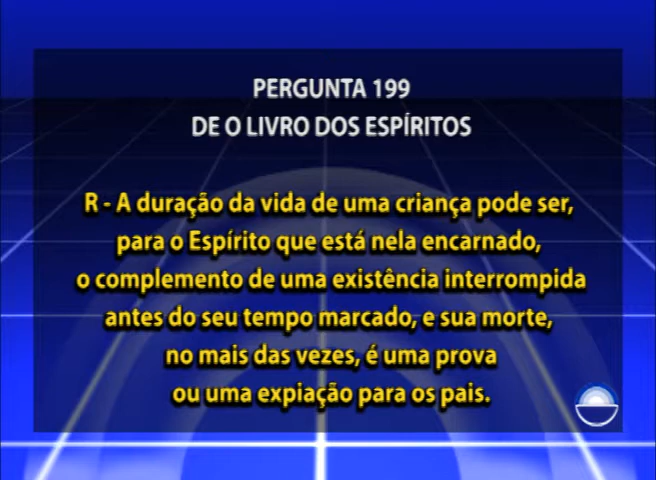 PERGUNTA 199
DE O LIVRO DOS ESPÍRITOS
R - A duração da vida de uma criança pode ser,
para o Espírito que está nela encarnado,
o complemento de uma existência interrompida
antes do seu tempo marcado, e sua morte,
no mais das vezes, é uma prova
ou uma expiação para os pais.